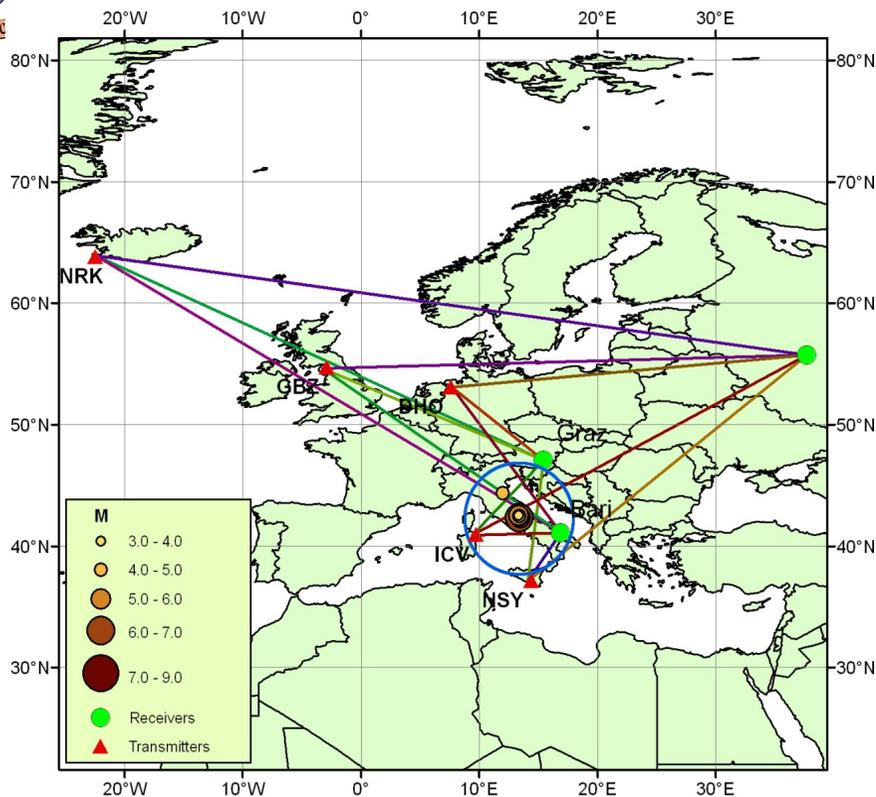 20°W 10°W 0° 10°E 20°E 30°E
80°N 80°N
70°N 70°N
NRK
60°N 60°N
GBZ
DHO
50°N 50°N
Graz
Bari
40°N 40°N
ICV
NSY
30°N 30°N
M
3.0 - 4.0
4.0 - 5.0
5.0 - 6.0
6.0 - 7.0
7.0 - 9.0
Receivers
Transmitters
20°W 10°W 0° 10°E 20°E 30°E